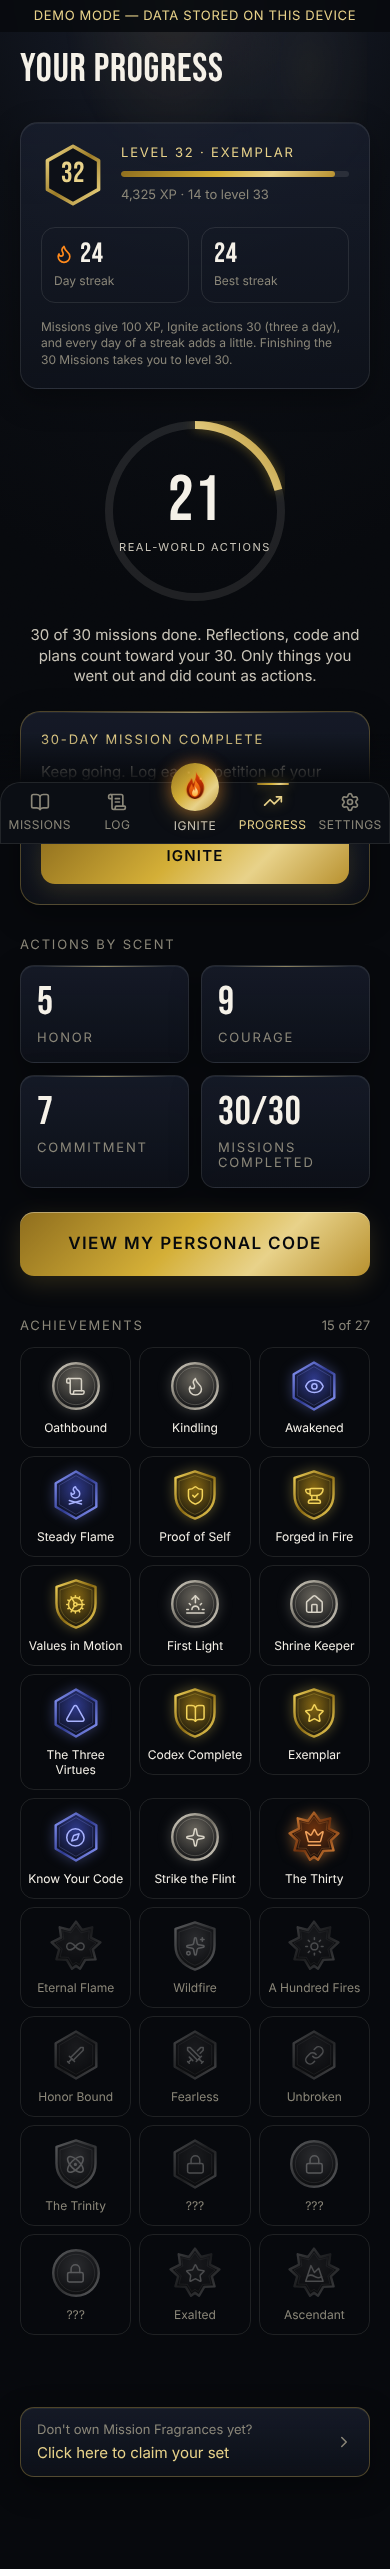 DEMO MODE — DATA STORED ON THIS DEVICE
YOUR PROGRESS
32
LEVEL 32 · EXEMPLAR
4,325 XP · 14 to level 33
24
Day streak
24
Best streak
Missions give 100 XP, Ignite actions 30 (three a day),
and every day of a streak adds a little. Finishing the
30 Missions takes you to level 30.
21
REAL-WORLD ACTIONS
30 of 30 missions done. Reflections, code and
plans count toward your 30. Only things you
went out and did count as actions.
30-DAY MISSION COMPLETE
Keep going. Log each repetition of your
MISSIONS
LOG
IGNITE
PROGRESS
SETTINGS
IGNITE
ACTIONS BY SCENT
5
HONOR
9
COURAGE
7
COMMITMENT
30/30
MISSIONS
COMPLETED
VIEW MY PERSONAL CODE
ACHIEVEMENTS
15 of 27
Oathbound
Kindling
Awakened
Steady Flame
Proof of Self
Forged in Fire
Values in Motion
First Light
Shrine Keeper
The Three
Virtues
Codex Complete
Exemplar
Know Your Code
Strike the Flint
The Thirty
Eternal Flame
Wildfire
A Hundred Fires
Honor Bound
Fearless
Unbroken
The Trinity
???
???
???
Exalted
Ascendant
Don't own Mission Fragrances yet?
Click here to claim your set